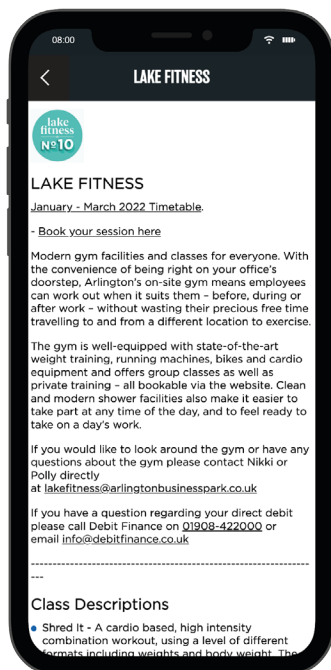 08:00
LAKE FITNESS
lake
fitness
Nº10
LAKE FITNESS
January - March 2022 Timetable.
- Book your session here
Modern gym facilities and classes for everyone. With
the convenience of being right on your office's
doorstep, Arlington's on-site gym means employees
can work out when it suits them – before, during or
after work – without wasting their precious free time
travelling to and from a different location to exercise.
The gym is well-equipped with state-of-the-art
weight training, running machines, bikes and cardio
equipment and offers group classes as well as
private training – all bookable via the website. Clean
and modern shower facilities also make it easier to
take part at any time of the day, and to feel ready to
take on a day's work.
If you would like to look around the gym or have any
questions about the gym please contact Nikki or
Polly directly
at lakefitness@arlingtonbusinesspark.co.uk
If you have a question regarding your direct debit
please call Debit Finance on 01908-422000 or
email info@debitfinance.co.uk
----------------------------------------------------------------
---
Class Descriptions
• Shred It - A cardio based, high intensity
combination workout, using a level of different
formats including weights and body weight. The